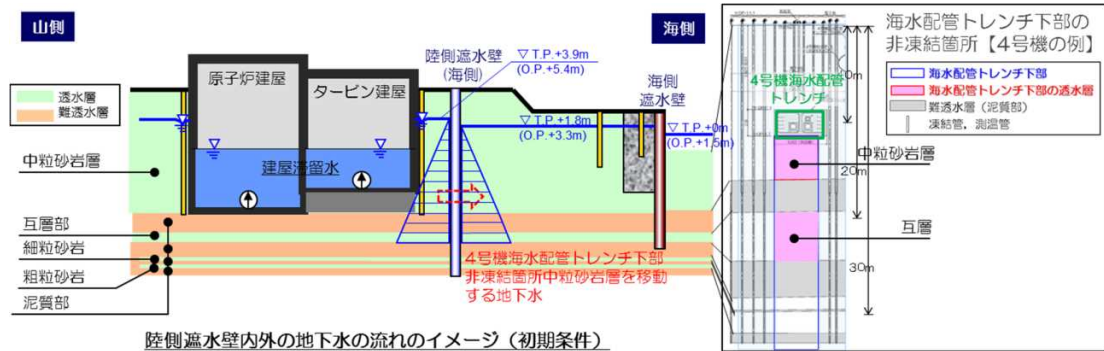 山側
海側
透水層
難透水層
原子炉建屋
タービン建屋
陸側遮水壁
(海側)
▽T.P.+3.9m
(O.P.+5.4m)
海側
遮水壁
▽T.P.+1.8m
(O.P.+3.3m)
▽T.P.+0m
(O.P.+1.5m)
建屋滞留水
中粒砂岩層
互層部
細粒砂岩
粗粒砂岩
泥質部
4号機海水配管トレンチ下部
非凍結箇所中粒砂岩層を移動
する地下水
陸側遮水壁内外の地下水の流れのイメージ(初期条件)
海水配管トレンチ下部の
非凍結箇所【4号機の例】
海水配管トレンチ下部
海水配管トレンチ下部の透水層
難透水層(泥質部)
凍結管,測温管
4号機海水配管
トレンチ
中粒砂岩層
20m
互層
30m